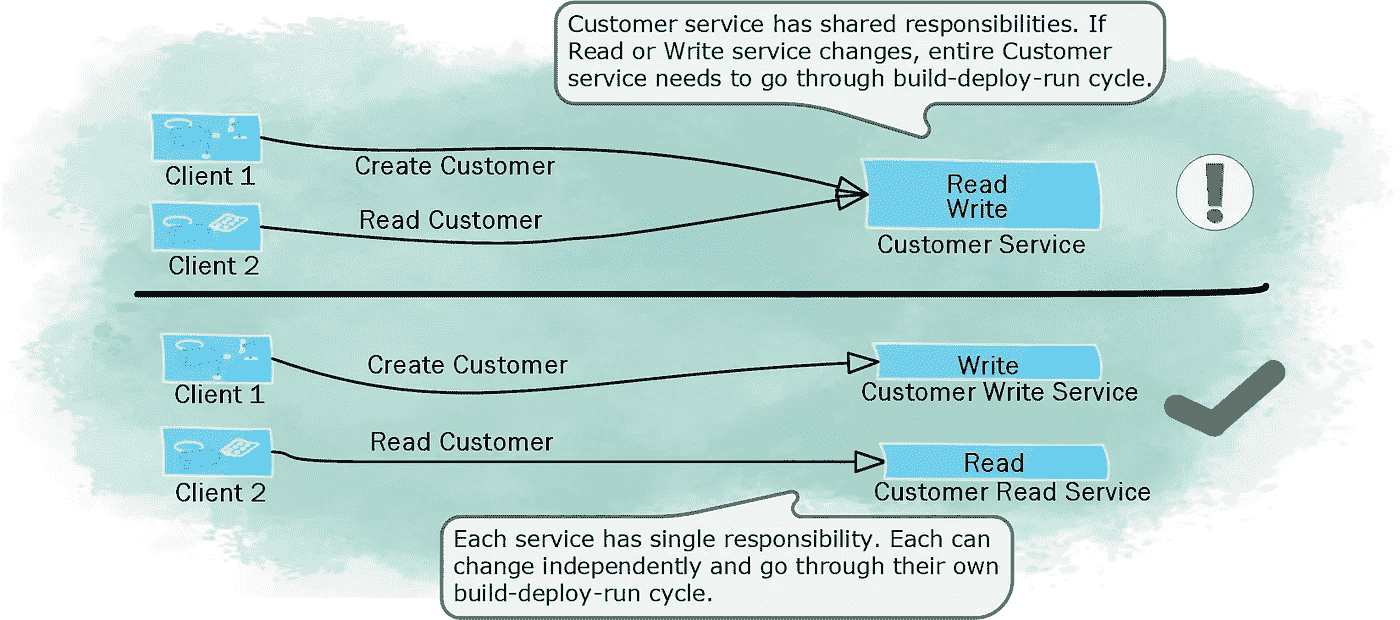 Customer service has shared responsibilities. If
Read or Write service changes, entire Customer
service needs to go through build-deploy-run cycle.
Client 1
Create Customer
Read Customer
Client 2
Read
Write
Customer Service
Client 1
Create Customer
Write
Customer Write Service
Client 2
Read Customer
Read
Customer Read Service
Each service has single responsibility. Each can
change independently and go through their own
build-deploy-run cycle.